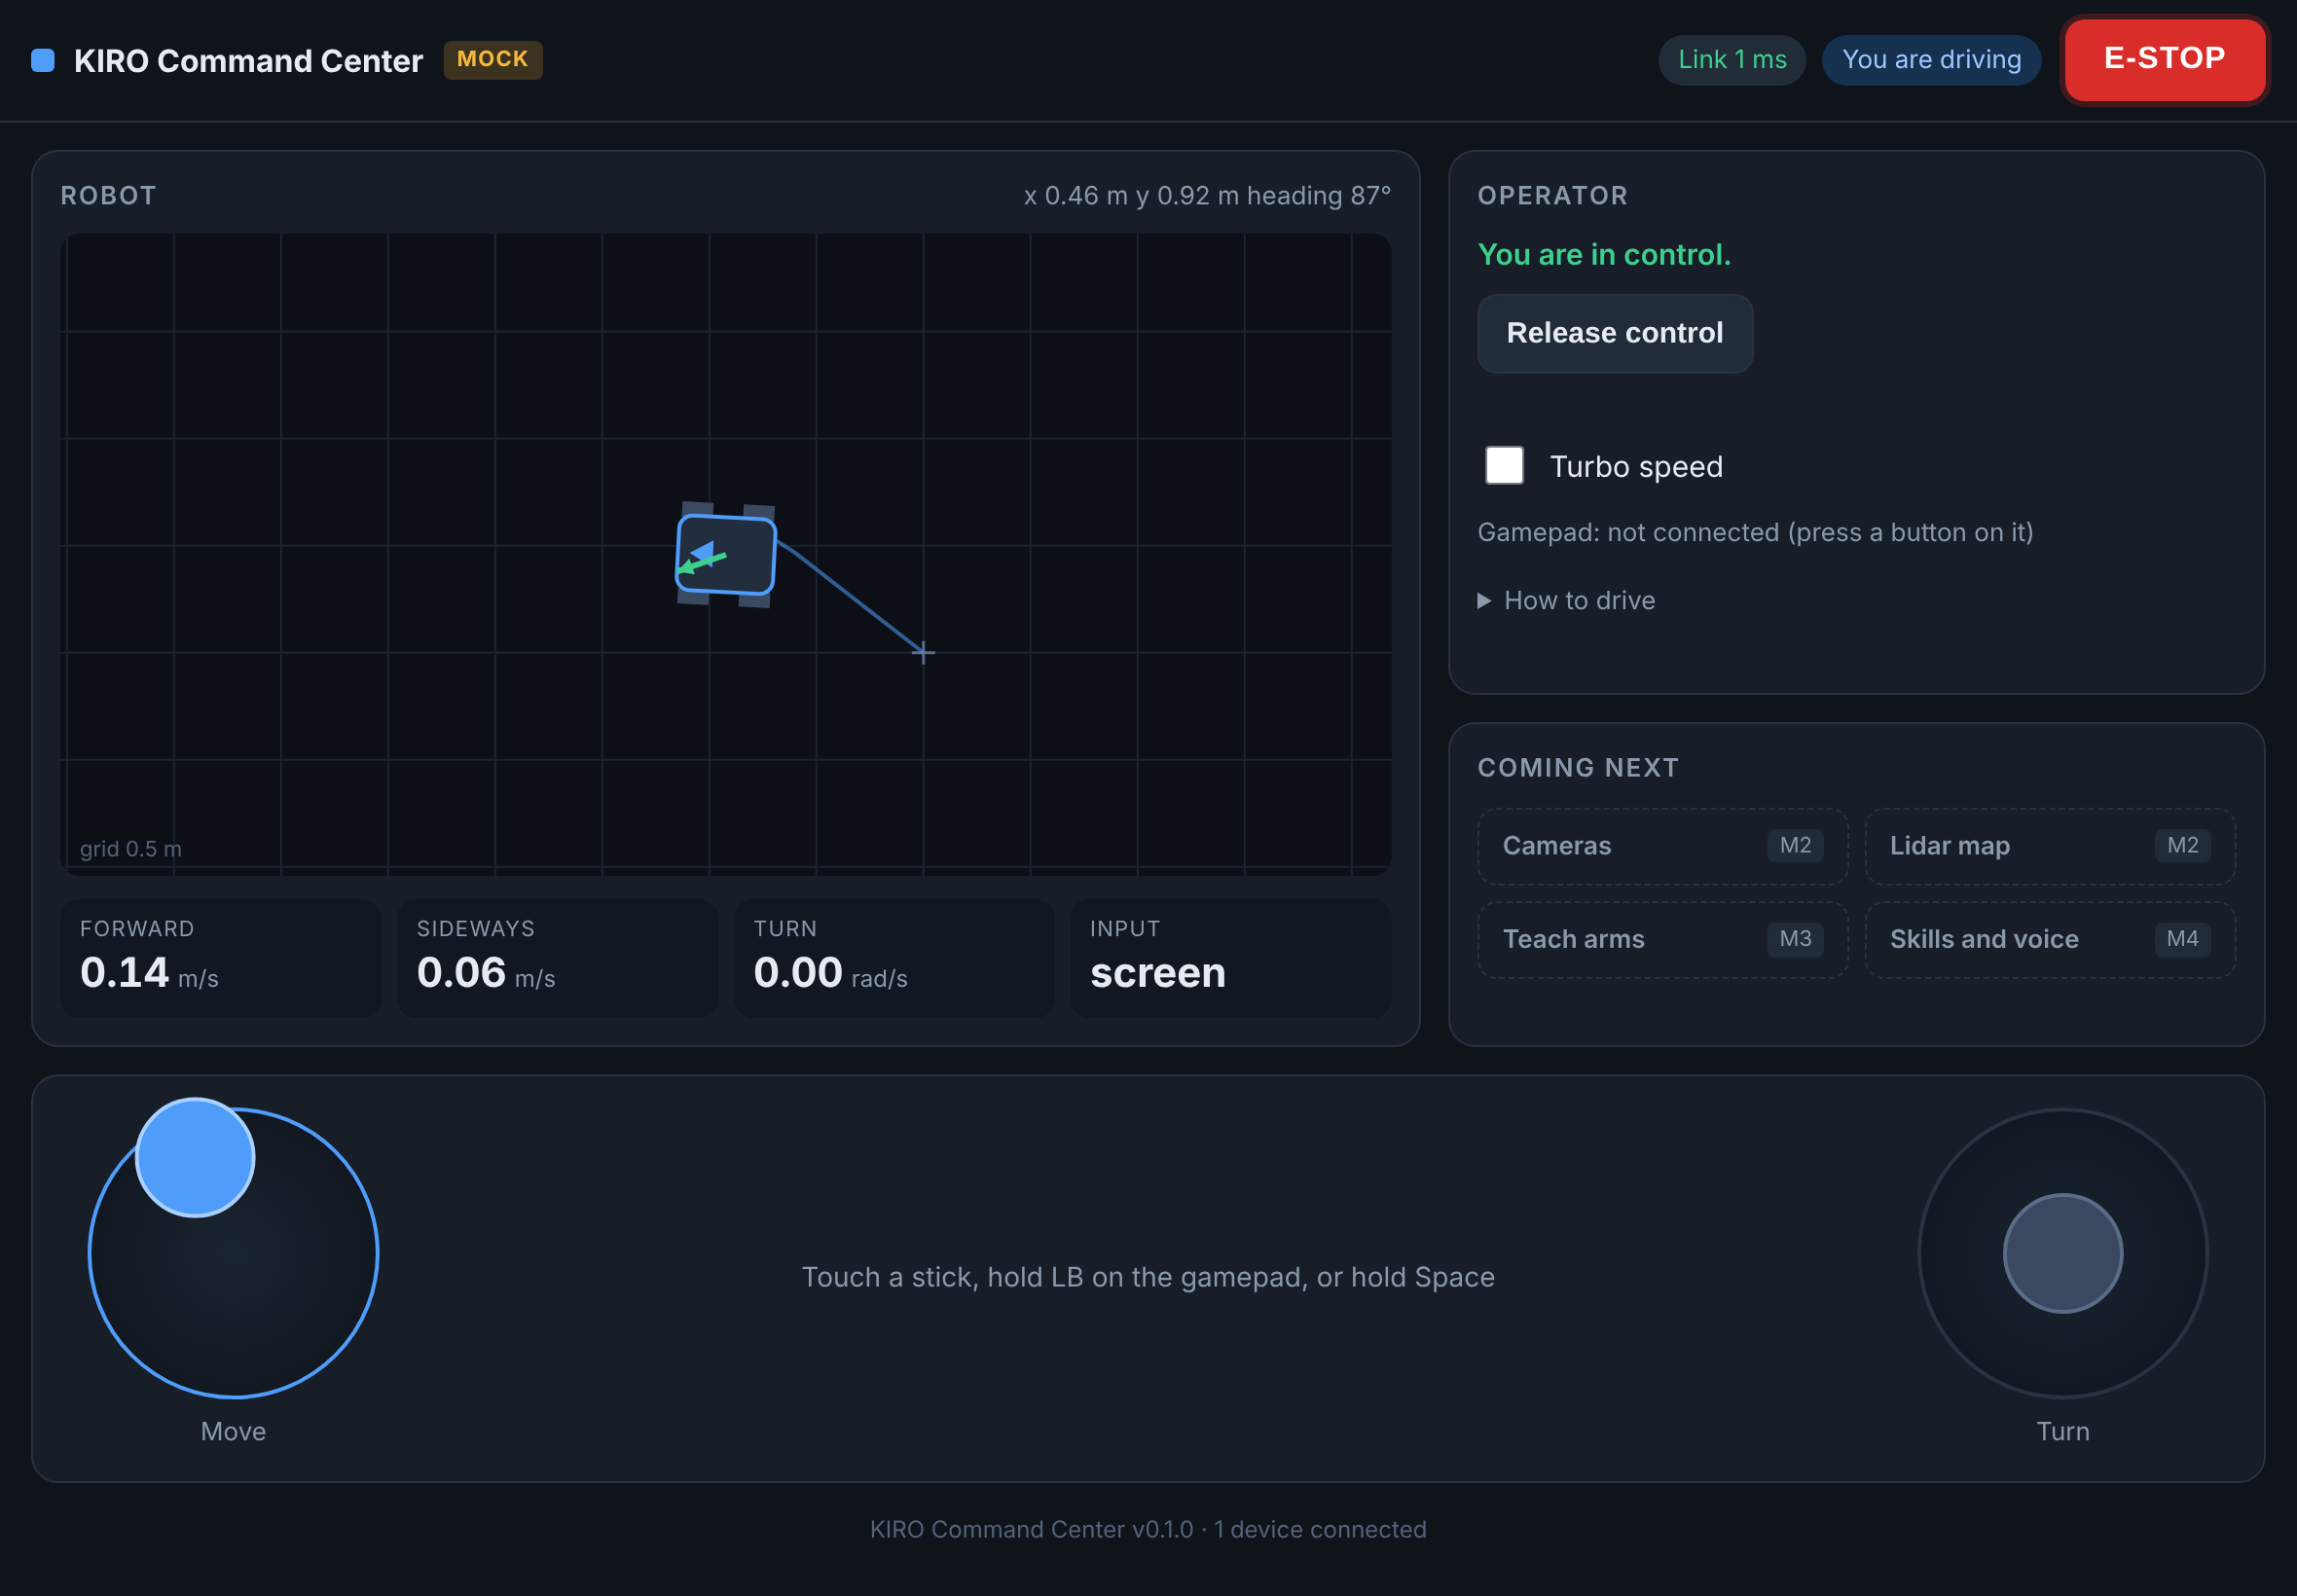 KIRO Command Center MOCK
Link 1 ms You are driving E-STOP
ROBOT x 0.46 m y 0.92 m heading 87°
grid 0.5 m
FORWARD
0.14 m/s
SIDEWAYS
0.06 m/s
TURN
0.00 rad/s
INPUT
screen
OPERATOR
You are in control.
Release control
Turbo speed
Gamepad: not connected (press a button on it)
How to drive
COMING NEXT
Cameras M2
Lidar map M2
Teach arms M3
Skills and voice M4
Touch a stick, hold LB on the gamepad, or hold Space
Move
Turn
KIRO Command Center v0.1.0 · 1 device connected